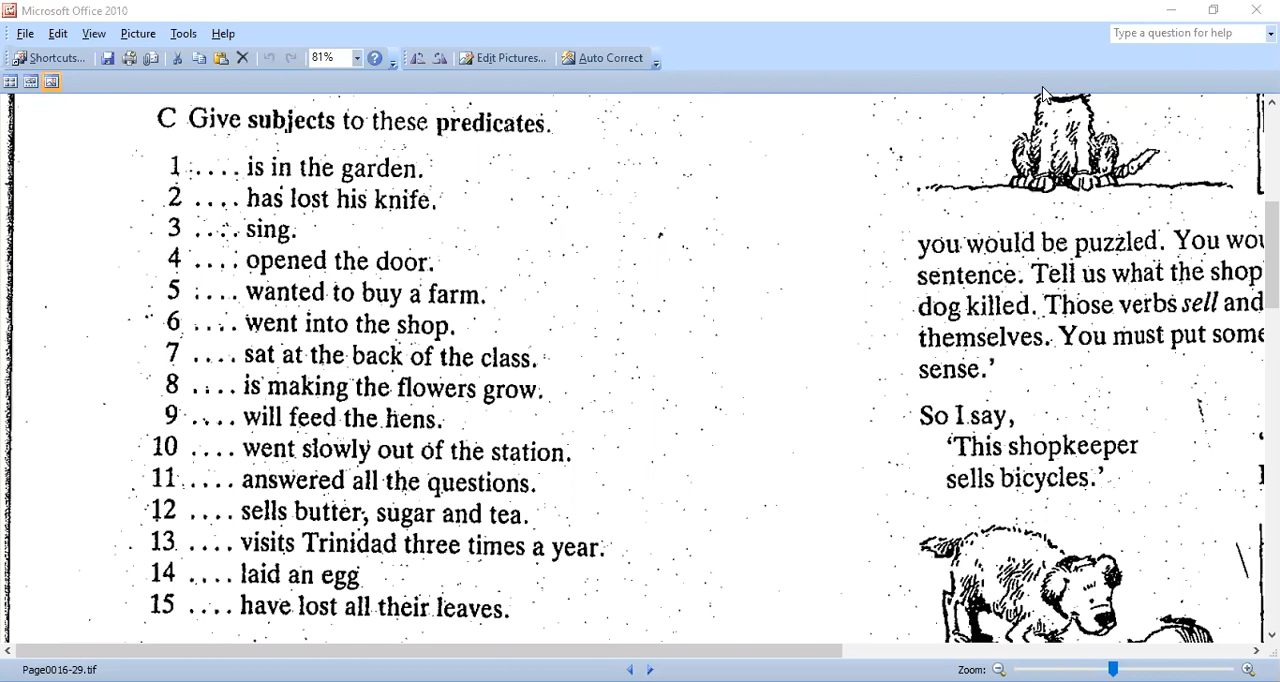 Microsoft Office 2010
File Edit View Picture Tools Help
Type a question for help
Shortcuts... 81% Edit Pictures... Auto Correct
C Give subjects to these predicates.
1 .... is in the garden.
2 .... has lost his knife.
3 .... sing.
4 .... opened the door.
5 .... wanted to buy a farm.
6 .... went into the shop.
7 .... sat at the back of the class.
8 .... is making the flowers grow.
9 .... will feed the hens.
10 .... went slowly out of the station.
11 .... answered all the questions.
12 .... sells butter, sugar and tea.
13 .... visits Trinidad three times a year.
14 .... laid an egg
15 .... have lost all their leaves.
you would be puzzled. You wou
sentence. Tell us what the shop
dog killed. Those verbs sell and
themselves. You must put some
sense.’
So I say,
‘This shopkeeper
sells bicycles.’
Page0016-29.tif
Zoom: